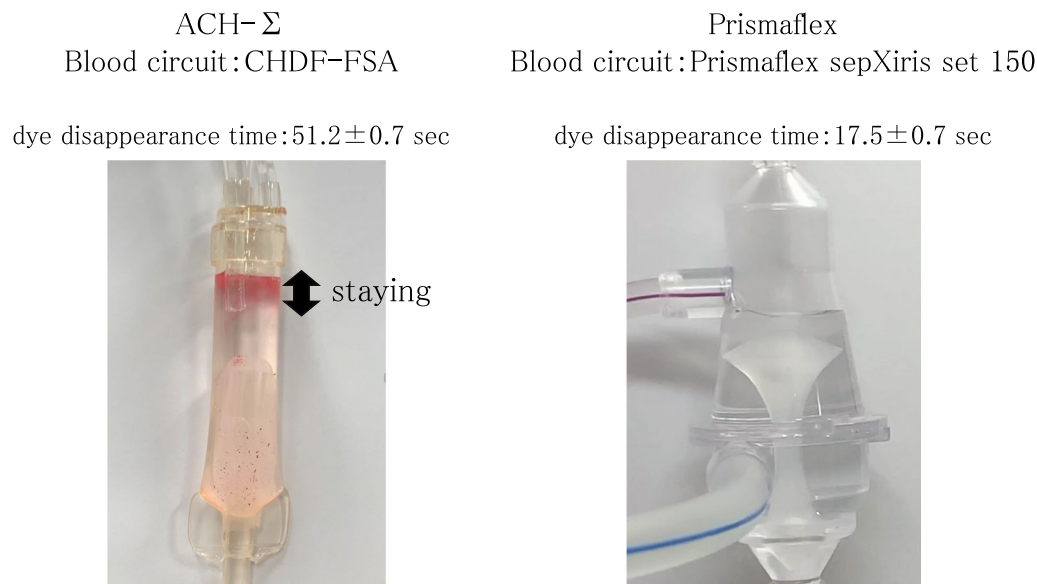 ACH-Σ
Blood circuit:CHDF-FSA
dye disappearance time:51.2±0.7 sec
staying
Prismaflex
Blood circuit:Prismaflex sepXiris set 150
dye disappearance time:17.5±0.7 sec